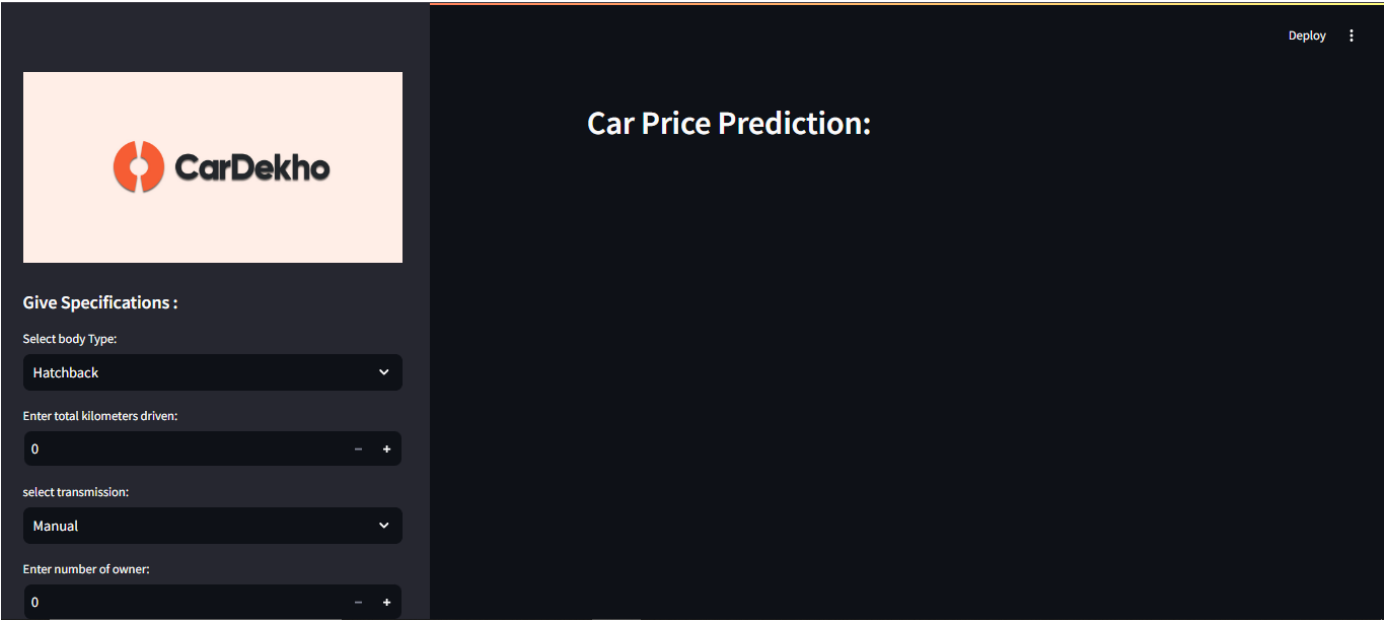 Deploy
CarDekho
Car Price Prediction:
Give Specifications :
Select body Type:
Hatchback
Enter total kilometers driven:
0
select transmission:
Manual
Enter number of owner:
0